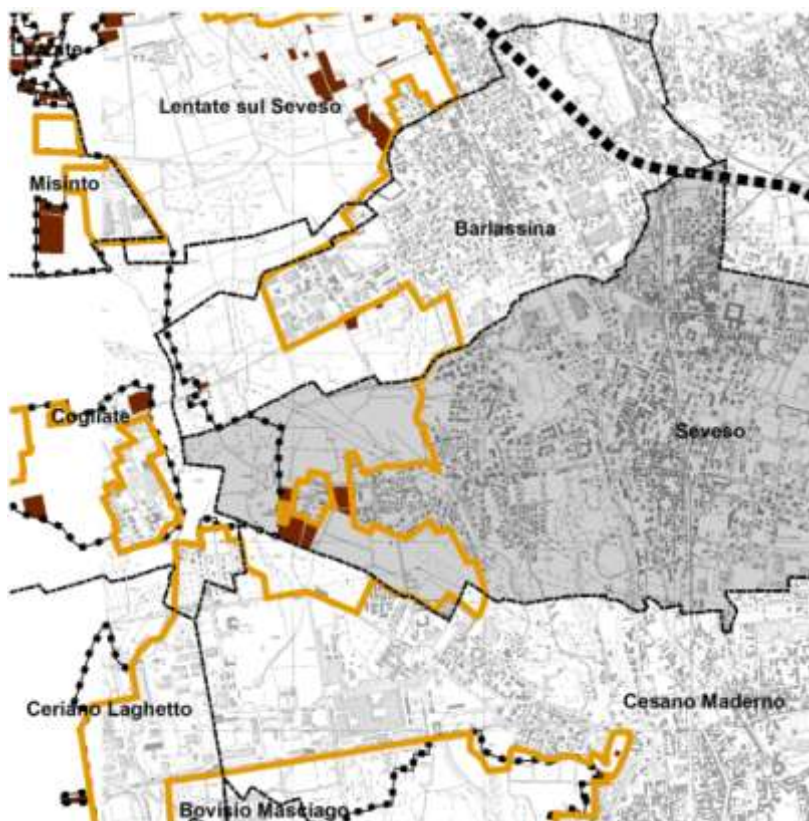 Lentate sul Seveso
Misinto
Barlassina
Cogliate
Seveso
Cesano Maderno
Ceriano Laghetto
Bovisio Masciago